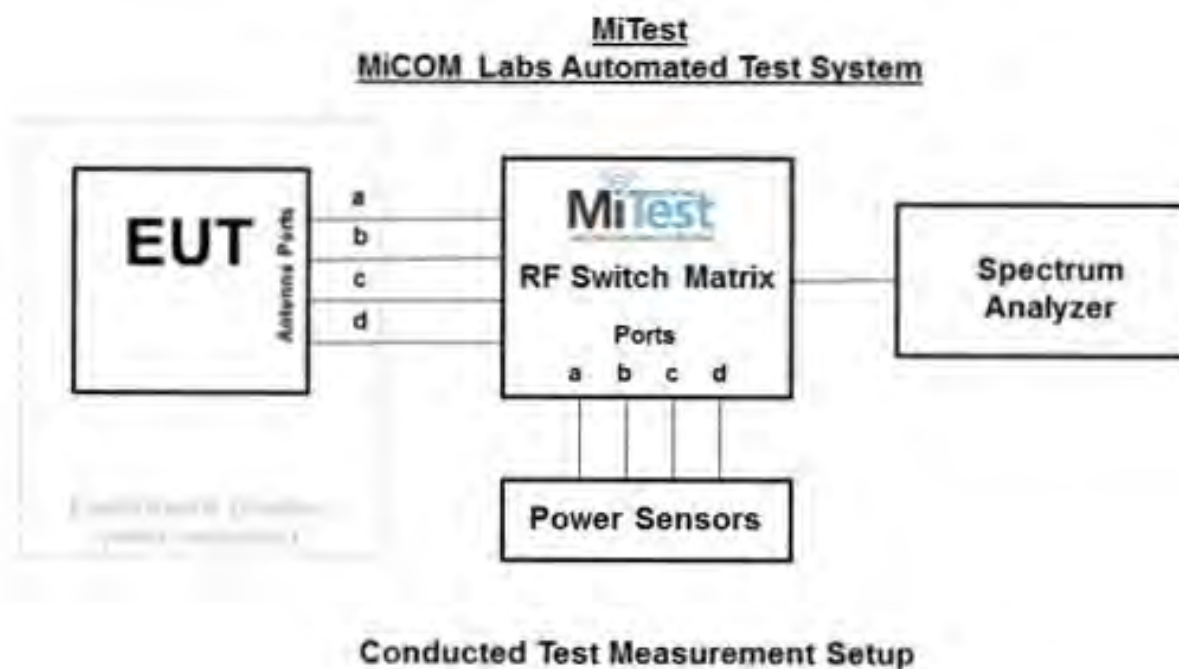 MiTest
MiCOM Labs Automated Test System
EUT
Antenna Ports
a
b
c
d
MiTest
RF Switch Matrix
Ports
a b c d
Spectrum
Analyzer
Power Sensors
Conducted Test Measurement Setup